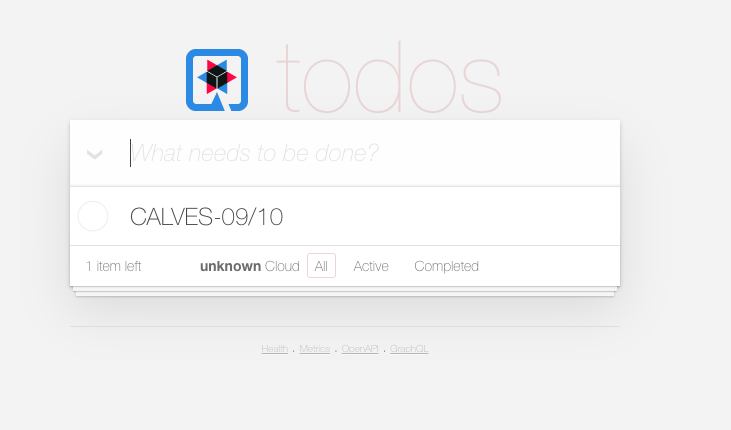 todos
What needs to be done?
CALVES-09/10
1 item left unknown Cloud All Active Completed
Health . Metrics . OpenAPI . GraphQL